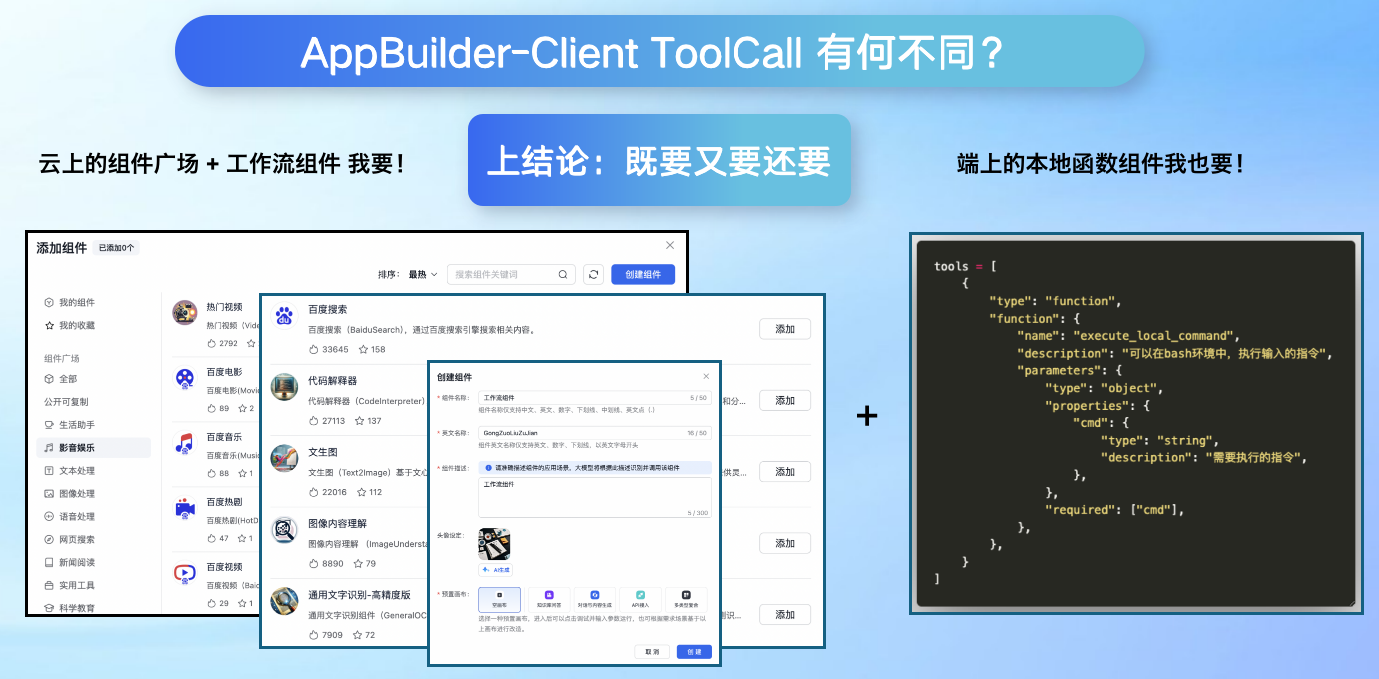 AppBuilder-Client ToolCall 有何不同？
云上的组件广场 + 工作流组件 我要！
上结论：既要又要还要
端上的本地函数组件我也要！
添加组件 已添加0个
排序： 最热 搜索组件关键词 创建组件
我的组件
我的收藏
组件广场
全部
公开可复制
生活助手
影音娱乐
文本处理
图像处理
语音处理
网页搜索
新闻阅读
实用工具
科学教育
热门视频
热门视频（Vide
2792
百度电影
百度电影(Movie
89 2
百度音乐
百度音乐(Music
88 1
百度热剧
百度热剧(HotD
47 1
百度视频
百度视频（Baid
29 1
百度搜索
百度搜索（BaiduSearch），通过百度搜索引擎搜索相关内容。
33645 158
添加
代码解释器
代码解释器（CodeInterpreter）
和分...
27113 137
添加
文生图
文生图（Text2Image）基于文心
供灵...
22016 112
添加
图像内容理解
图像内容理解 （ImageUndersta
8890 79
添加
通用文字识别-高精度版
通用文字识别组件（GeneralOC
测识...
7909 72
添加
创建组件
* 组件名称： 工作流组件 5 / 50
组件名称仅支持中文、英文、数字、下划线、中划线、英文点（.）
* 英文名称： GongZuoLiuZuJian 16 / 50
组件英文名称仅支持英文、数字、下划线，以英文字母开头
* 组件描述： 请准确描述组件的应用场景，大模型将根据此描述识别并调用该组件
工作流组件
5 / 300
头像设定：
AI生成
* 预置画布： 空画布 知识库问答 对话与内容生成 API接入 多类型复合
选择一种预置画布，进入后可以点击调试并输入参数运行，也可根据需求场景基于以
上画布进行改造。
取 消 创 建
+
tools = [
{
"type": "function",
"function": {
"name": "execute_local_command",
"description": "可以在bash环境中，执行输入的指令",
"parameters": {
"type": "object",
"properties": {
"cmd": {
"type": "string",
"description": "需要执行的指令",
},
},
"required": ["cmd"],
},
},
}
]